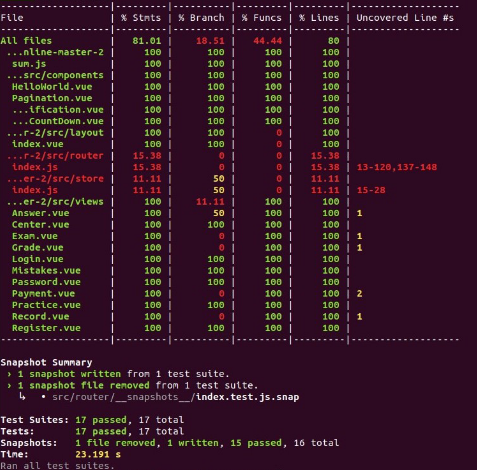 --------------------|---------|----------|---------|---------|-------------------
File | % Stmts | % Branch | % Funcs | % Lines | Uncovered Line #s
--------------------|---------|----------|---------|---------|-------------------
All files | 81.01 | 18.51 | 44.44 | 80 |
...nline-master-2 | 100 | 100 | 100 | 100 |
sum.js | 100 | 100 | 100 | 100 |
...src/components | 100 | 100 | 100 | 100 |
HelloWorld.vue | 100 | 100 | 100 | 100 |
Pagination.vue | 100 | 100 | 100 | 100 |
...ification.vue | 100 | 100 | 100 | 100 |
...CountDown.vue | 100 | 100 | 100 | 100 |
...r-2/src/layout | 100 | 100 | 0 | 100 |
index.vue | 100 | 100 | 0 | 100 |
...r-2/src/router | 15.38 | 0 | 0 | 15.38 |
index.js | 15.38 | 0 | 0 | 15.38 | 13-120,137-148
...er-2/src/store | 11.11 | 50 | 0 | 11.11 |
index.js | 11.11 | 50 | 0 | 11.11 | 15-28
...er-2/src/views | 100 | 11.11 | 100 | 100 |
Answer.vue | 100 | 50 | 100 | 100 | 1
Center.vue | 100 | 100 | 100 | 100 |
Exam.vue | 100 | 0 | 100 | 100 | 1
Grade.vue | 100 | 0 | 100 | 100 | 1
Login.vue | 100 | 100 | 100 | 100 |
Mistakes.vue | 100 | 100 | 100 | 100 |
Password.vue | 100 | 100 | 100 | 100 |
Payment.vue | 100 | 0 | 100 | 100 | 2
Practice.vue | 100 | 100 | 100 | 100 |
Record.vue | 100 | 0 | 100 | 100 | 1
Register.vue | 100 | 100 | 100 | 100 |
--------------------|---------|----------|---------|---------|-------------------
Snapshot Summary
› 1 snapshot written from 1 test suite.
› 1 snapshot file removed from 1 test suite.
↳ • src/router/__snapshots__/index.test.js.snap
Test Suites: 17 passed, 17 total
Tests: 17 passed, 17 total
Snapshots: 1 file removed, 1 written, 15 passed, 16 total
Time: 23.191 s
Ran all test suites.